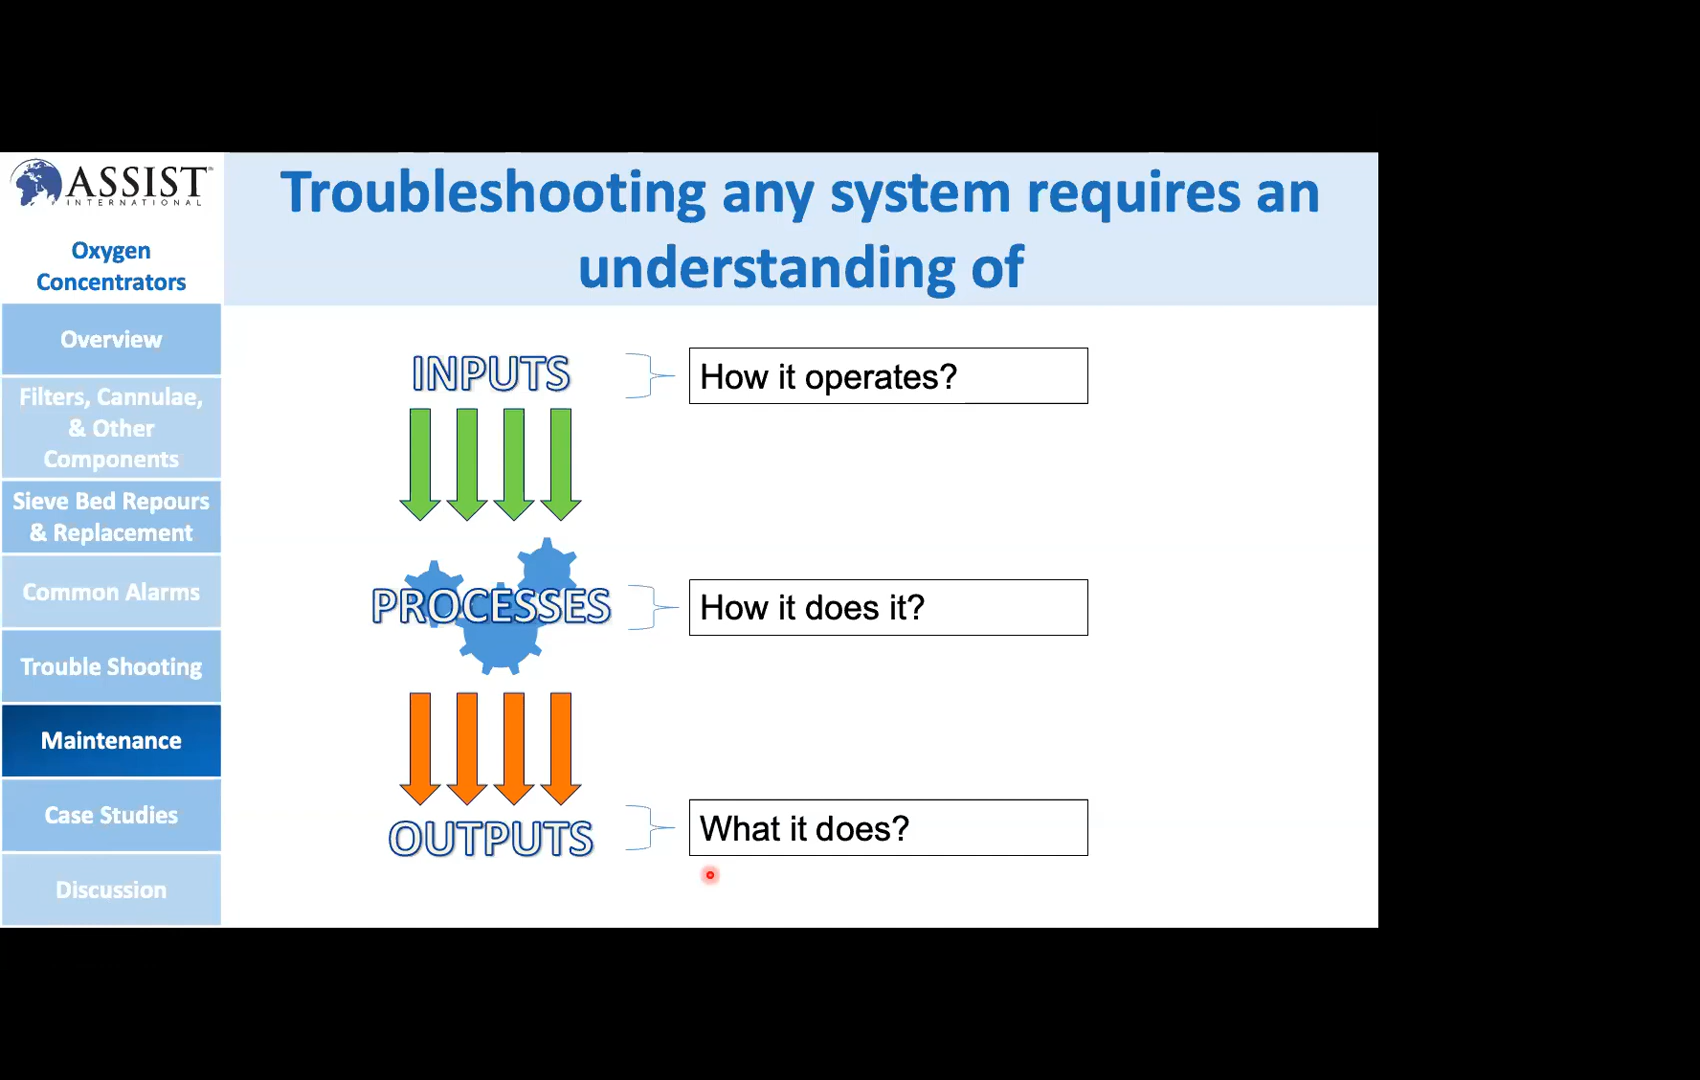 ASSIST
INTERNATIONAL
Oxygen
Concentrators
Overview
Filters, Cannulae,
& Other
Components
Sieve Bed Repours
& Replacement
Common Alarms
Trouble Shooting
Maintenance
Case Studies
Discussion
Troubleshooting any system requires an
understanding of
INPUTS
How it operates?
PROCESSES
How it does it?
OUTPUTS
What it does?